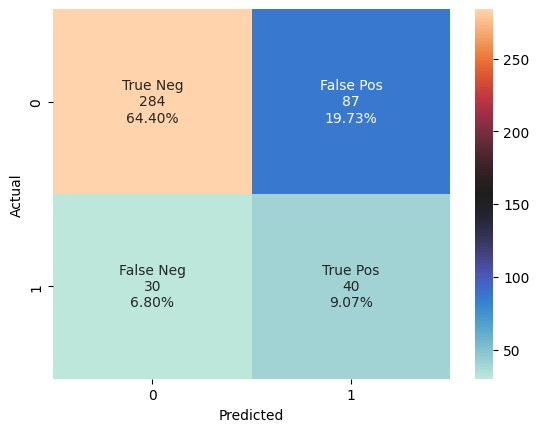 True Neg
284
64.40%
False Pos
87
19.73%
False Neg
30
6.80%
True Pos
40
9.07%
0
1
Actual
0
1
Predicted
250
200
150
100
50